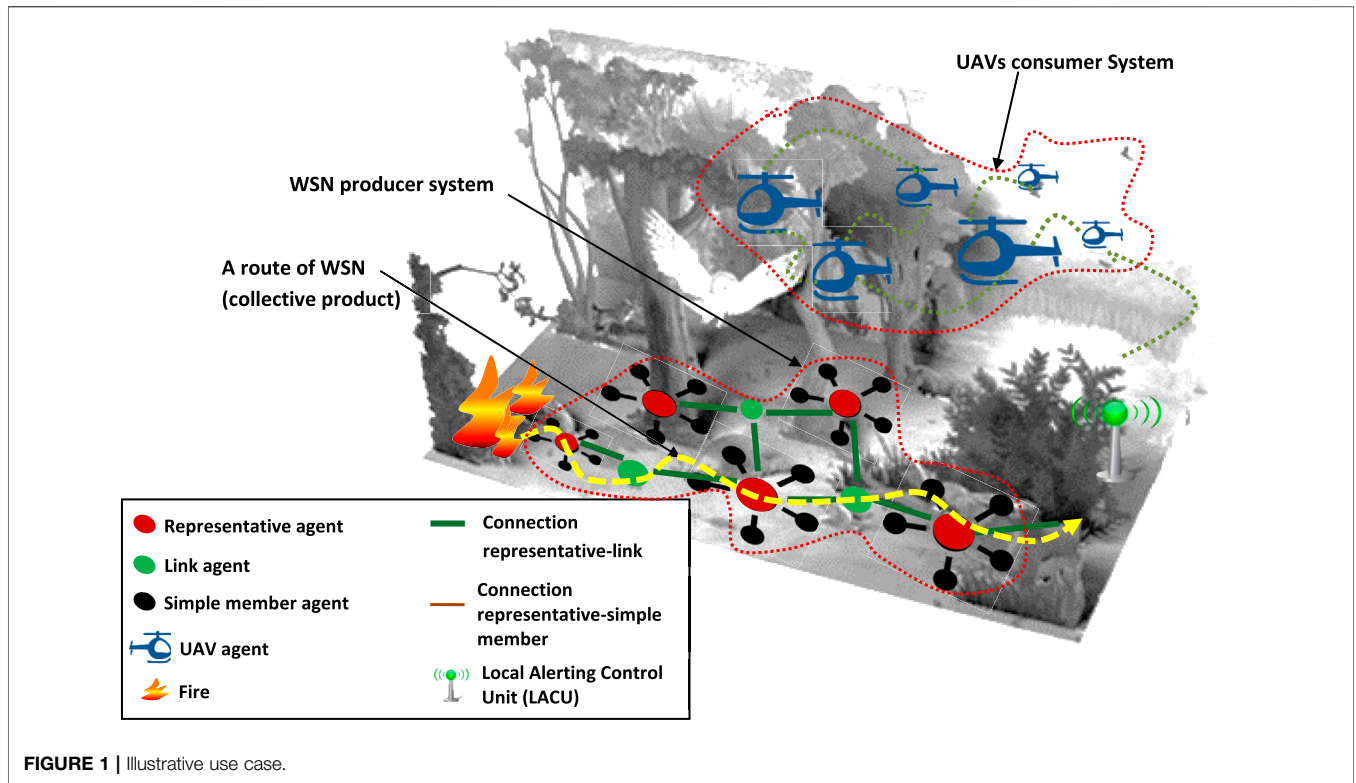 UAVs consumer System
WSN producer system
A route of WSN
(collective product)
Representative agent
Link agent
Simple member agent
UAV agent
Fire
Connection
representative-link
Connection
representative-simple
member
Local Alerting Control
Unit (LACU)
FIGURE 1 | Illustrative use case.